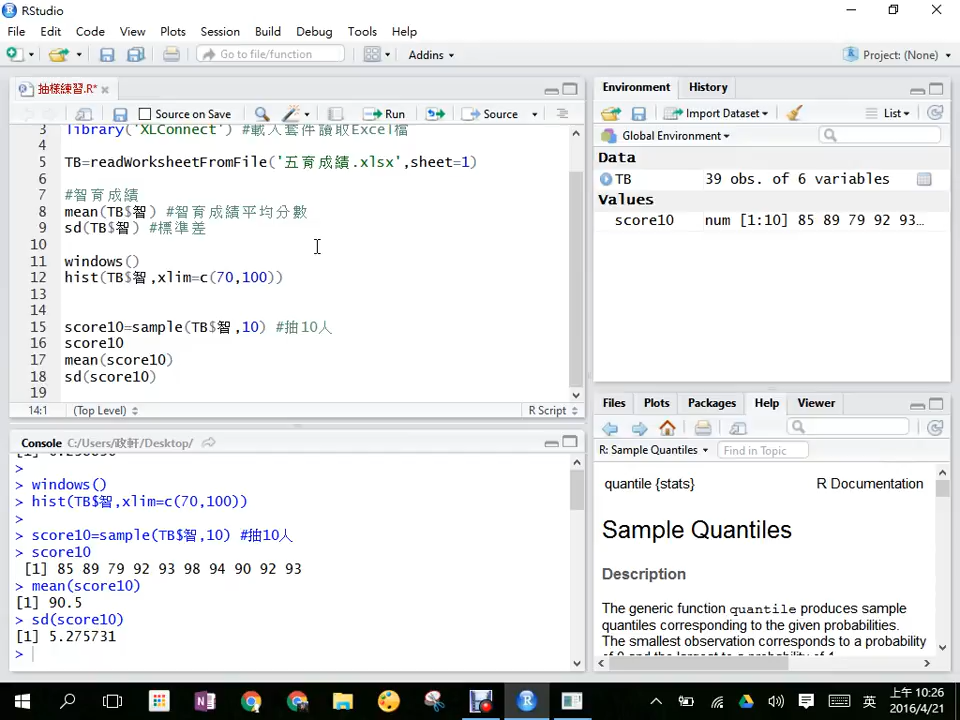 RStudio
File Edit Code View Plots Session Build Debug Tools Help
Go to file/function Addins Project: (None)
抽樣練習.R*
Source on Save Run Source
3 library('XLConnect') #載入套件讀取Excel檔
4
5 TB=readWorksheetFromFile('五育成績.xlsx',sheet=1)
6
7 #智育成績
8 mean(TB$智) #智育成績平均分數
9 sd(TB$智) #標準差
10
11 windows()
12 hist(TB$智,xlim=c(70,100))
13
14
15 score10=sample(TB$智,10) #抽10人
16 score10
17 mean(score10)
18 sd(score10)
19
14:1 (Top Level) R Script
Console C:/Users/政軒/Desktop/
>
> windows()
> hist(TB$智,xlim=c(70,100))
>
> score10=sample(TB$智,10) #抽10人
> score10
[1] 85 89 79 92 93 98 94 90 92 93
> mean(score10)
[1] 90.5
> sd(score10)
[1] 5.275731
>
Environment History
Import Dataset List
Global Environment
Data
TB 39 obs. of 6 variables
Values
score10 num [1:10] 85 89 79 92 93…
Files Plots Packages Help Viewer
R: Sample Quantiles Find in Topic
quantile {stats} R Documentation
Sample Quantiles
Description
The generic function quantile produces sample
quantiles corresponding to the given probabilities.
The smallest observation corresponds to a probability
of 0 and the largest to a probability of 1.
英
上午 10:26
2016/4/21